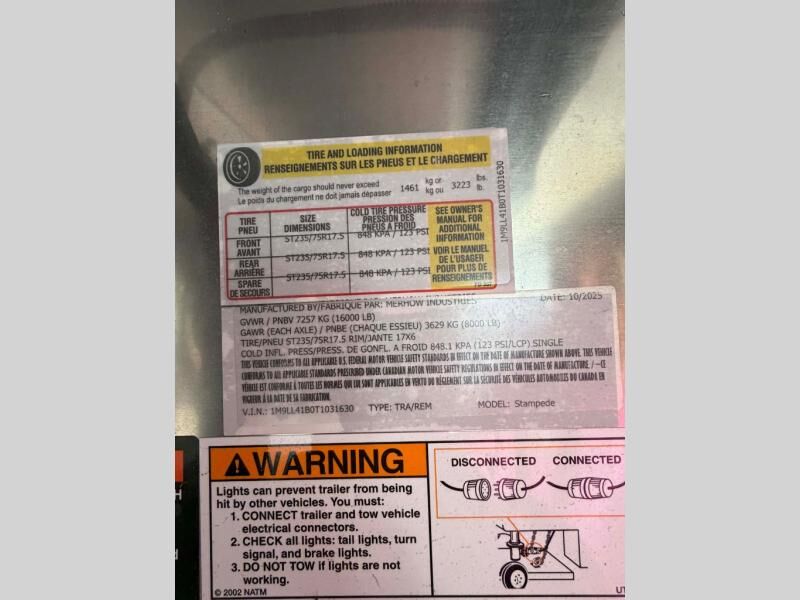 TIRE AND LOADING INFORMATION
RENSEIGNEMENTS SUR LES PNEUS ET LE CHARGEMENT
The weight of the cargo should never exceed 1461 kg or 3223 lbs.
Le poids du chargement ne doit jamais dépasser kg ou lb.
TIRE
PNEU
SIZE
DIMENSIONS
COLD TIRE PRESSURE
PRESSION DES
PNEUS A FROID
SEE OWNER'S
MANUAL FOR
ADDITIONAL
INFORMATION
VOIR LE MANUEL
DE L'USAGER
POUR PLUS DE
RENSEIGNEMENTS
FRONT
AVANT
ST235/75R17.5 848 KPA / 123 PSI
REAR
ARRIÈRE
ST235/75R17.5 848 KPA / 123 PSI
SPARE
DE SECOURS
ST235/75R17.5 848 KPA / 123 PSI
1M9LL41B0T1031630
MANUFACTURED BY/FABRIQUE PAR: MERHOW INDUSTRIES DATE: 10/2025
GVWR / PNBV 7257 KG (16000 LB)
GAWR (EACH AXLE) / PNBE (CHAQUE ESSIEU) 3629 KG (8000 LB)
TIRE/PNEU ST235/75R17.5 RIM/JANTE 17X6
COLD INFL. PRESS/PRESS. DE GONFL. A FROID 848.1 KPA (123 PSI/LCP) SINGLE
THIS VEHICLE CONFORMS TO ALL APPLICABLE U.S. FEDERAL MOTOR VEHICLE SAFETY STANDARDS IN EFFECT ON THE DATE OF MANUFACTURE SHOWN ABOVE. THIS VEHICLE
CONFORMS TO ALL APPLICABLE STANDARDS PRESCRIBED UNDER CANADIAN MOTOR VEHICLE SAFETY REGULATIONS IN EFFECT ON THE DATE OF MANUFACTURE. / —CE
VÉHICLE EST CONFORME À TOUTES LES NORMES QUI LUI SONT APPLICABLES EN VERTU DU RÈGLEMENT SUR LA SÉCURITÉ DES VÉHICULES AUTOMOBILES DU CANADA EN
VIGUEUR À LA DATE DE SA FABRICATION.
V.I.N.: 1M9LL41B0T1031630 TYPE: TRA/REM MODEL: Stampede
WARNING
Lights can prevent trailer from being
hit by other vehicles. You must:
1. CONNECT trailer and tow vehicle
electrical connectors.
2. CHECK all lights: tail lights, turn
signal, and brake lights.
3. DO NOT TOW if lights are not
working.
© 2002 NATM
DISCONNECTED CONNECTED